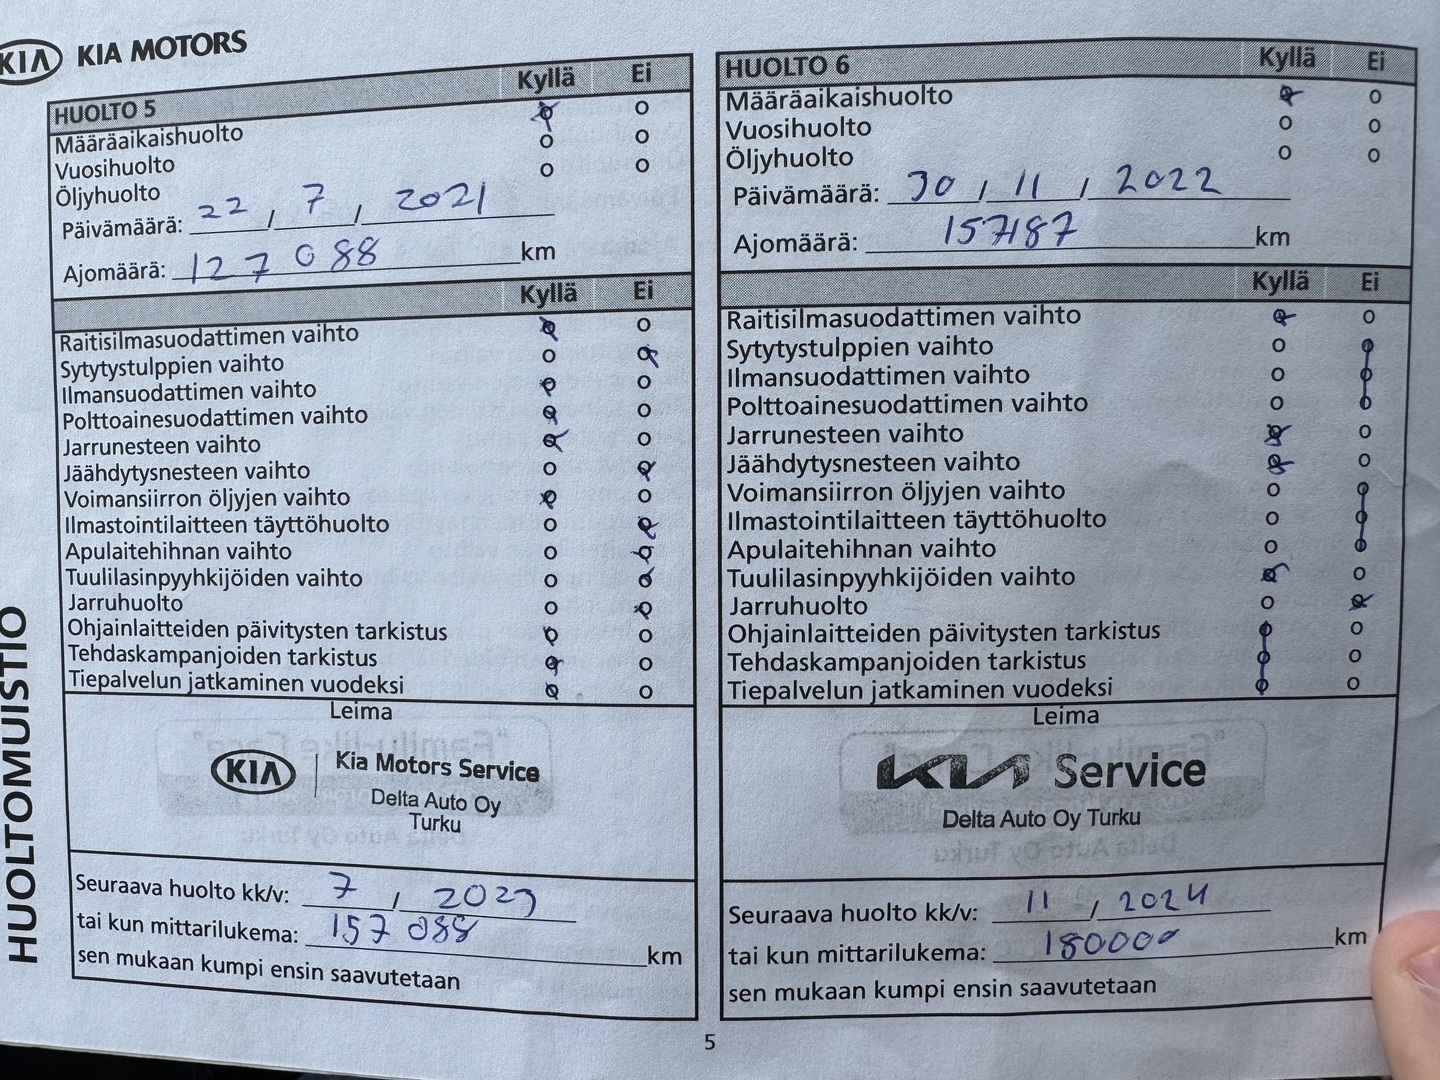 KIA KIA MOTORS
HUOLTO 5 Kyllä Ei
Määräaikaishuolto o o
Vuosihuolto o o
Öljyhuolto o o
Päivämäärä: 22 / 7 / 2021
Ajomäärä: 127 088 km
Kyllä Ei
Raitisilmasuodattimen vaihto o o
Sytytystulppien vaihto o o
Ilmansuodattimen vaihto o o
Polttoainesuodattimen vaihto o o
Jarrunesteen vaihto o o
Jäähdytysnesteen vaihto o o
Voimansiirron öljyjen vaihto o o
Ilmastointilaitteen täyttöhuolto o o
Apulaitehihnan vaihto o o
Tuulilasinpyyhkijöiden vaihto o o
Jarruhuolto o o
Ohjainlaitteiden päivitysten tarkistus o o
Tehdaskampanjoiden tarkistus o o
Tiepalvelun jatkaminen vuodeksi o o
Leima
KIA Kia Motors Service
Delta Auto Oy
Turku
Seuraava huolto kk/v: 7 / 2023
tai kun mittarilukema: 157 088 km
sen mukaan kumpi ensin saavutetaan
HUOLTO 6 Kyllä Ei
Määräaikaishuolto o o
Vuosihuolto o o
Öljyhuolto o o
Päivämäärä: 30 / 11 / 2022
Ajomäärä: 157187 km
Kyllä Ei
Raitisilmasuodattimen vaihto o o
Sytytystulppien vaihto o o
Ilmansuodattimen vaihto o o
Polttoainesuodattimen vaihto o o
Jarrunesteen vaihto o o
Jäähdytysnesteen vaihto o o
Voimansiirron öljyjen vaihto o o
Ilmastointilaitteen täyttöhuolto o o
Apulaitehihnan vaihto o o
Tuulilasinpyyhkijöiden vaihto o o
Jarruhuolto o o
Ohjainlaitteiden päivitysten tarkistus o o
Tehdaskampanjoiden tarkistus o o
Tiepalvelun jatkaminen vuodeksi o o
Leima
KIA Service
Delta Auto Oy Turku
Seuraava huolto kk/v: 11 / 2024
tai kun mittarilukema: 180000 km
sen mukaan kumpi ensin saavutetaan
HUOLTOMUISTIO
5